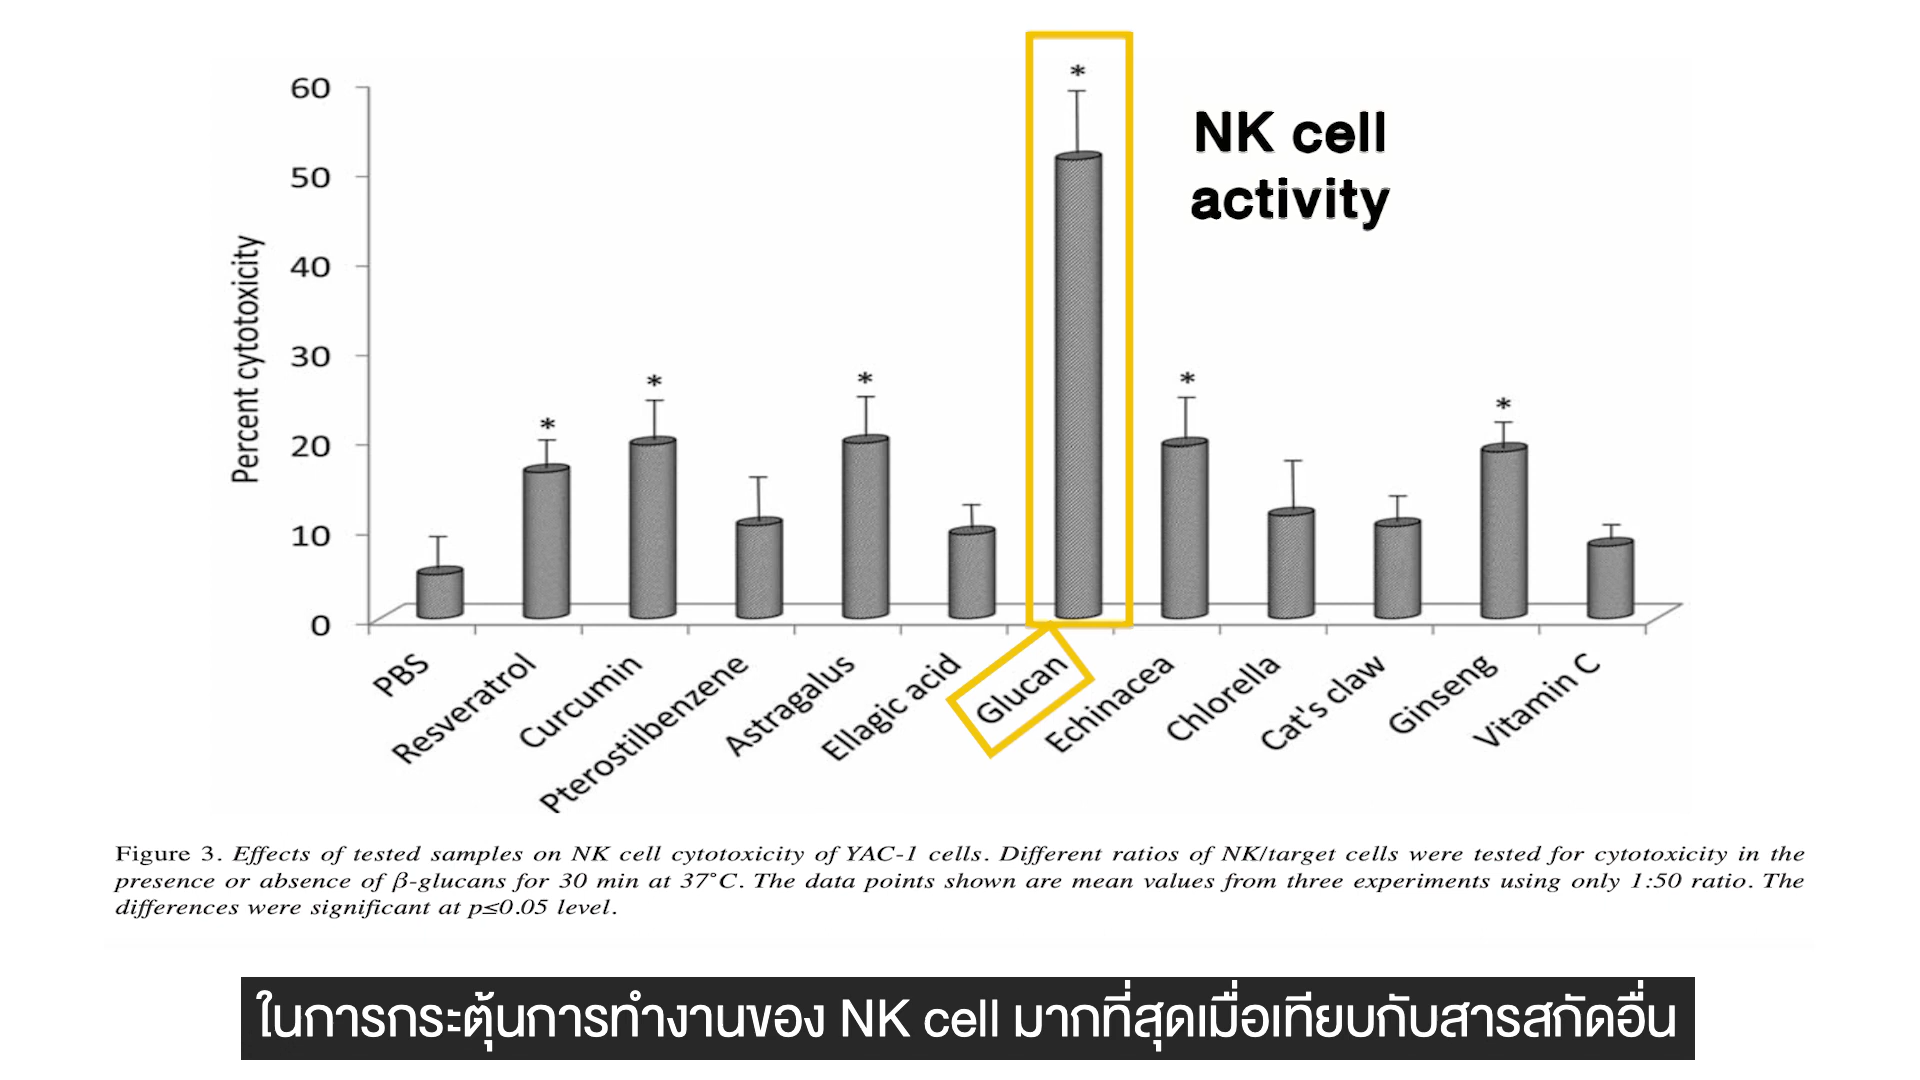 NK cell
activity
Percent cytotoxicity
60
50
40
30
20
10
0
*
*
*
*
*
*
PBS
Resveratrol
Curcumin
Pterostilbenzene
Astragalus
Ellagic acid
Glucan
Echinacea
Chlorella
Cat's claw
Ginseng
Vitamin C
Figure 3. Effects of tested samples on NK cell cytotoxicity of YAC-1 cells. Different ratios of NK/target cells were tested for cytotoxicity in the
presence or absence of β-glucans for 30 min at 37˚C. The data points shown are mean values from three experiments using only 1:50 ratio. The
differences were significant at p≤0.05 level.
ในการกระตุ้นการทำงานของ NK cell มากที่สุดเมื่อเทียบกับสารสกัดอื่น